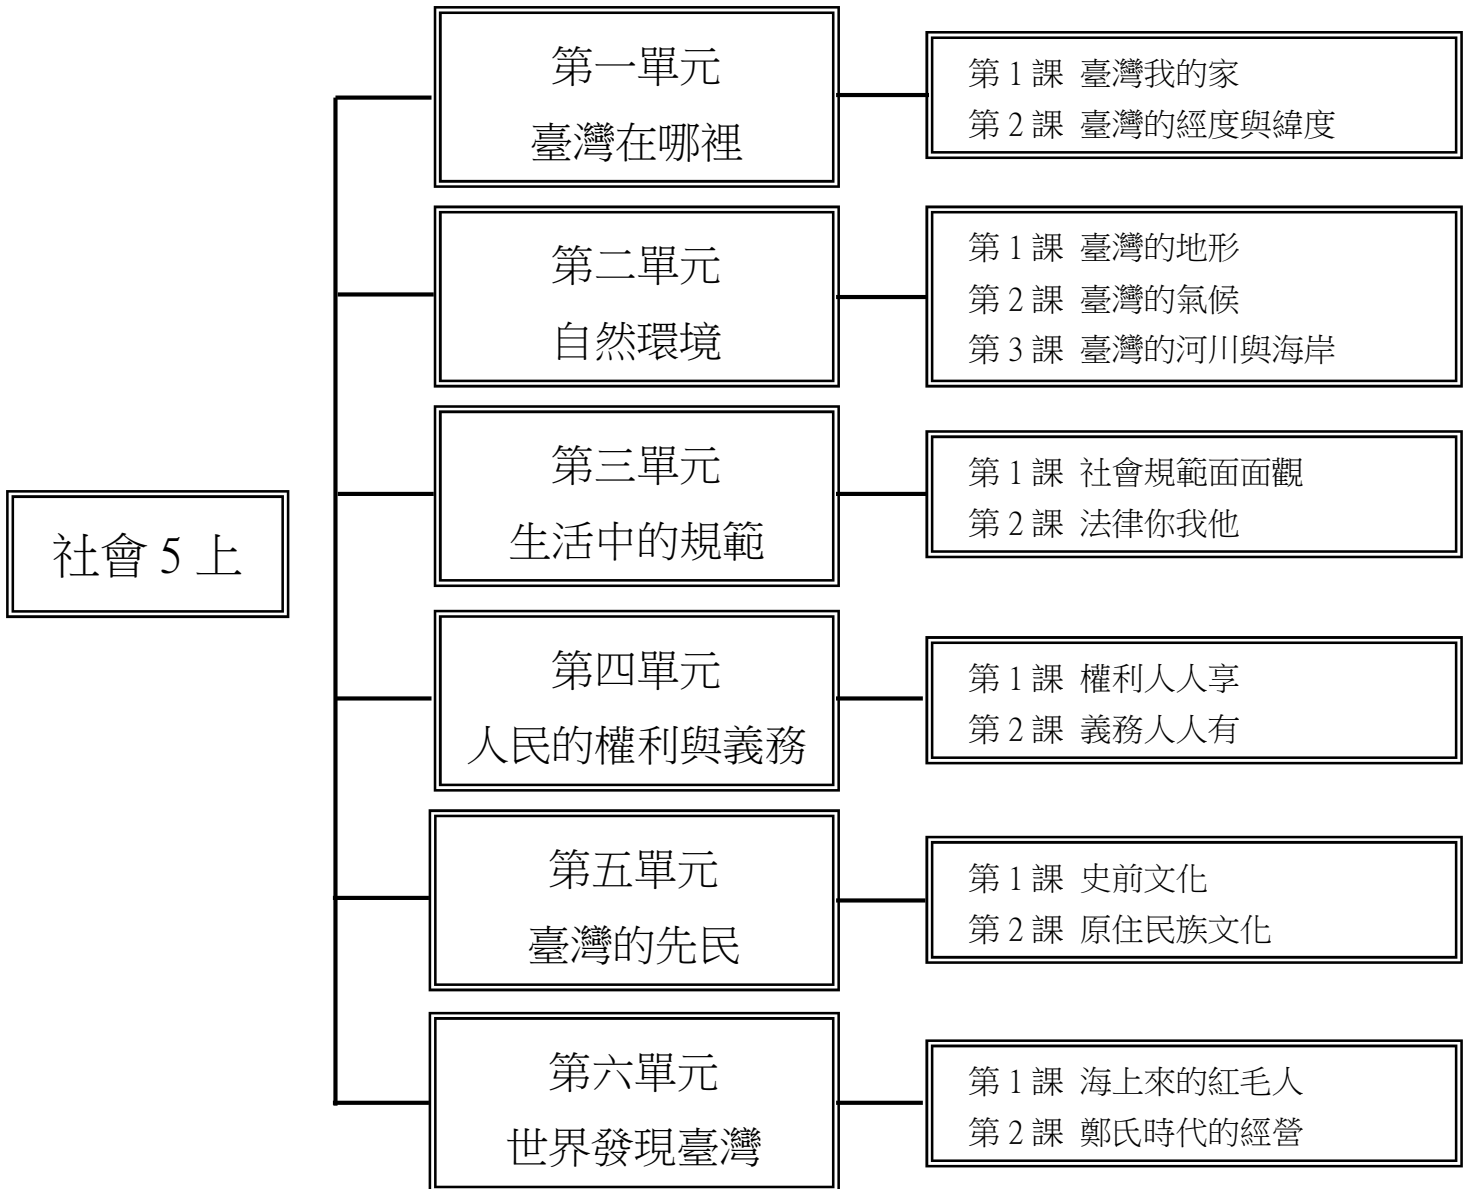 社會 5 上
第一單元
臺灣在哪裡
第 1 課 臺灣我的家
第 2 課 臺灣的經度與緯度
第二單元
自然環境
第 1 課 臺灣的地形
第 2 課 臺灣的氣候
第 3 課 臺灣的河川與海岸
第三單元
生活中的規範
第 1 課 社會規範面面觀
第 2 課 法律你我他
第四單元
人民的權利與義務
第 1 課 權利人人享
第 2 課 義務人人有
第五單元
臺灣的先民
第 1 課 史前文化
第 2 課 原住民族文化
第六單元
世界發現臺灣
第 1 課 海上來的紅毛人
第 2 課 鄭氏時代的經營